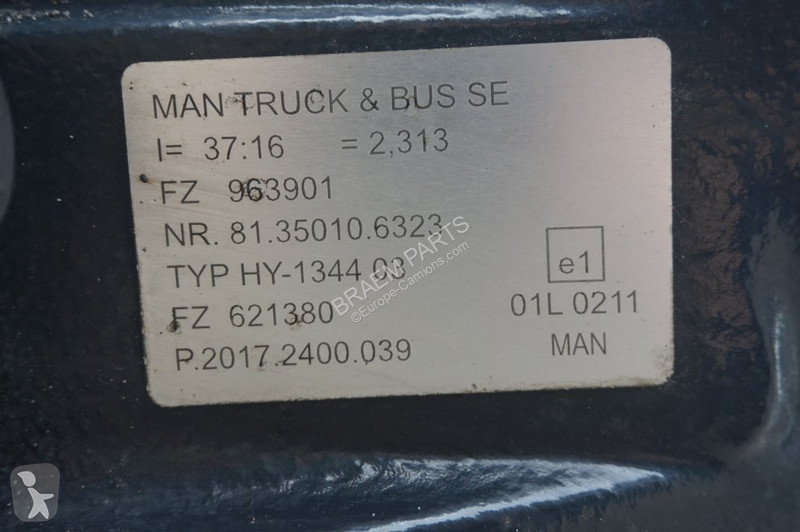 MAN TRUCK & BUS SE
I= 37:16 = 2,313
FZ 963901
NR. 81.35010.6323
TYP HY-1344.03
FZ 621380
P.2017.2400.039
e1
01L 0211
MAN
BRAEM PARTS
©Europe-Camions.com